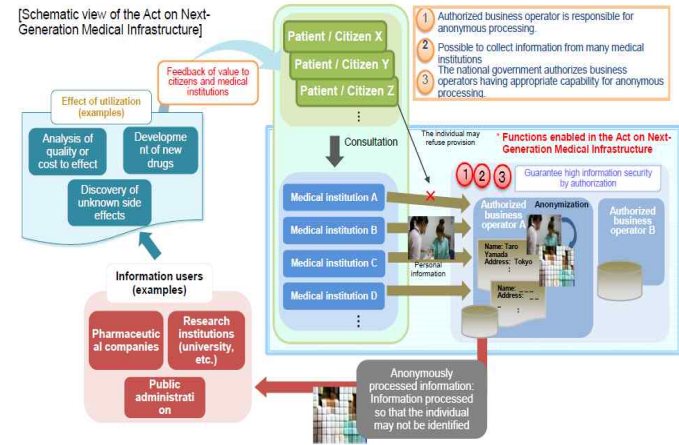 [Schematic view of the Act on Next-
Generation Medical Infrastructure]
1 Authorized business operator is responsible for
anonymous processing.
2 Possible to collect information from many medical
institutions
3 The national government authorizes business
operators having appropriate capability for anonymous
processing.
Patient / Citizen X
Patient / Citizen Y
Patient / Citizen Z
⋮
Feedback of value to
citizens and medical
institutions
Effect of utilization
(examples)
Analysis of
quality or
cost to effect
Developme
nt of new
drugs
Discovery of
unknown side
effects
Consultation
The individual may
refuse provision
* Functions enabled in the Act on Next-
Generation Medical Infrastructure
1 2 3
Guarantee high information security
by authorization
Medical institution A
Medical institution B
Medical institution C
Medical institution D
⋮
Personal
information
Authorized
business
operator A
Anonymization
Name: Taro
Yamada
Address: Tokyo
:
Name: _ _ _
Address: _ _
_ :
Authorized
business
operator B
Information users
(examples)
Pharmaceutic
al companies
Research
institutions
(university,
etc.)
Public
administrati
on
Anonymously
processed information:
Information processed
so that the individual
may not be identified